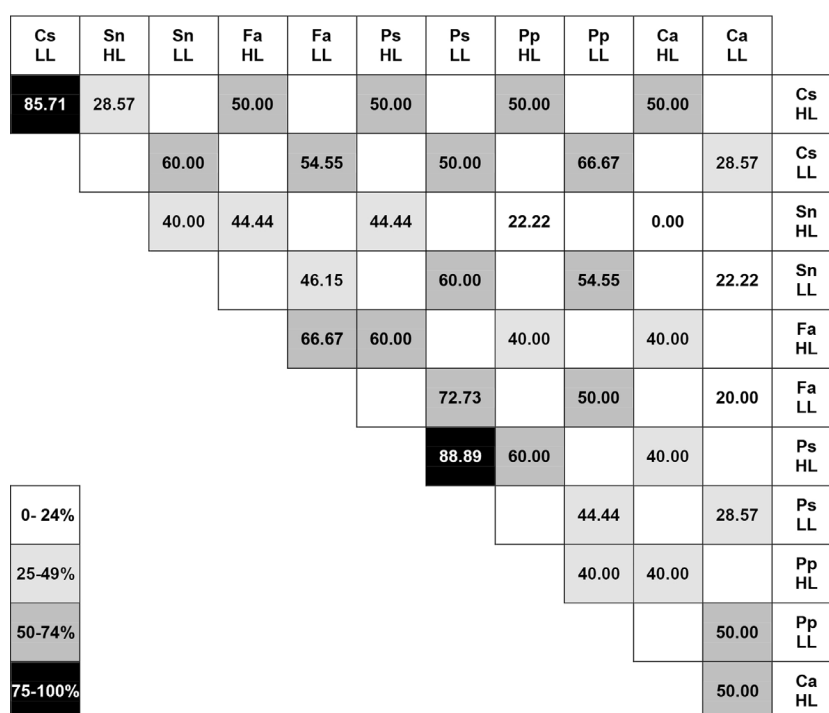 Cs Sn Sn Fa Fa Ps Ps Pp Pp Ca Ca
LL HL LL HL LL HL LL HL LL HL LL
85.71 28.57 50.00 50.00 50.00 50.00 Cs HL
60.00 54.55 50.00 66.67 28.57 Cs LL
40.00 44.44 44.44 22.22 0.00 Sn HL
46.15 60.00 54.55 22.22 Sn LL
66.67 60.00 40.00 40.00 Fa HL
72.73 50.00 20.00 Fa LL
88.89 60.00 40.00 Ps HL
0- 24% 44.44 28.57 Ps LL
25-49% 40.00 40.00 Pp HL
50-74% 50.00 Pp LL
75-100% 50.00 Ca HL